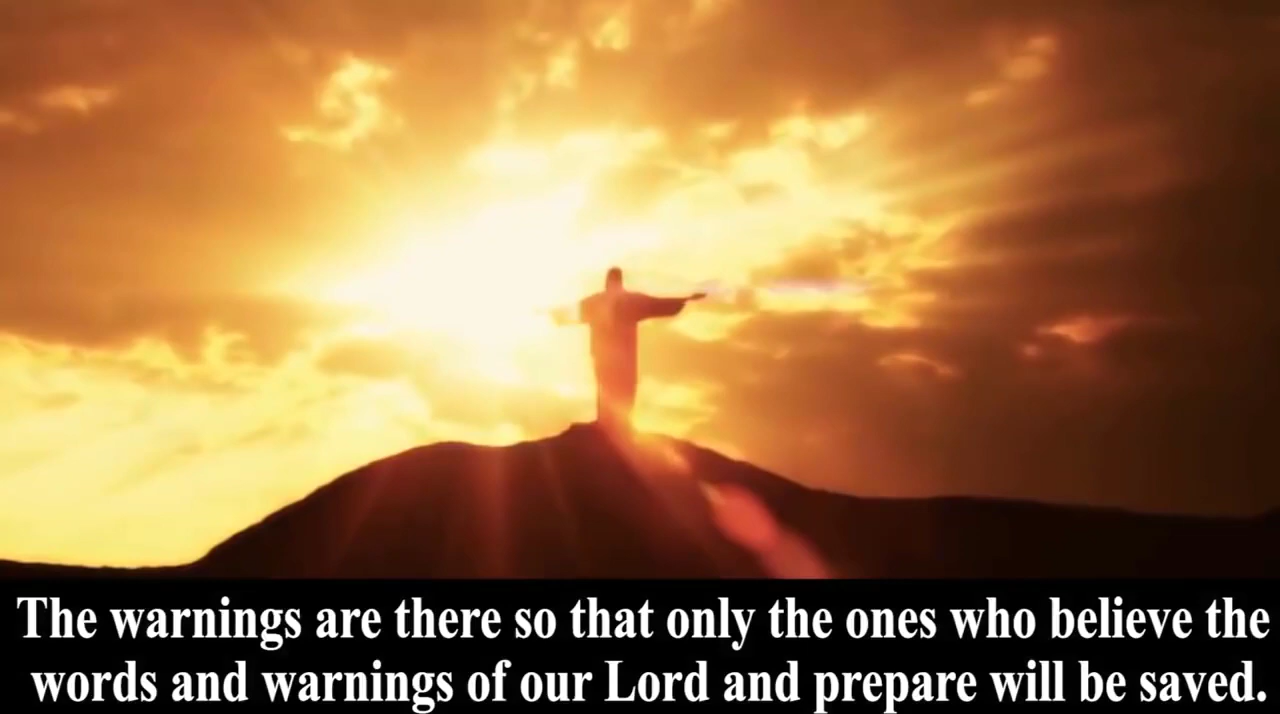 The warnings are there so that only the ones who believe the
words and warnings of our Lord and prepare will be saved.